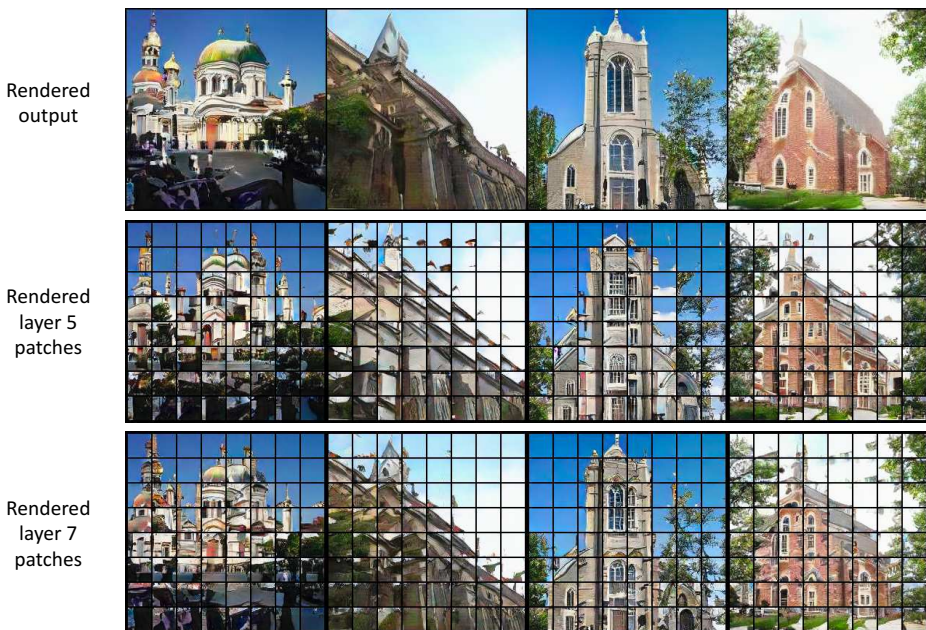 Rendered
output
Rendered
layer 5
patches
Rendered
layer 7
patches